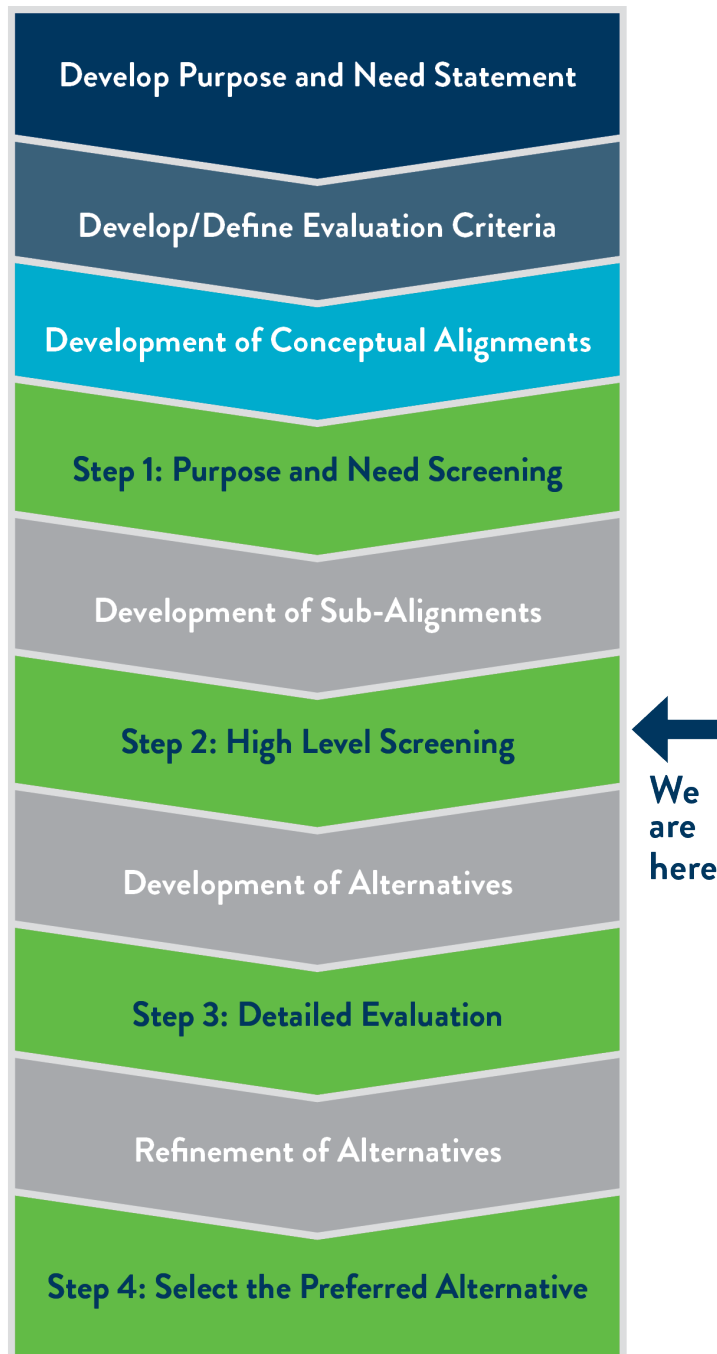 Develop Purpose and Need Statement
Develop/Define Evaluation Criteria
Development of Conceptual Alignments
Step 1: Purpose and Need Screening
Development of Sub-Alignments
Step 2: High Level Screening
We
are
here
Development of Alternatives
Step 3: Detailed Evaluation
Refinement of Alternatives
Step 4: Select the Preferred Alternative